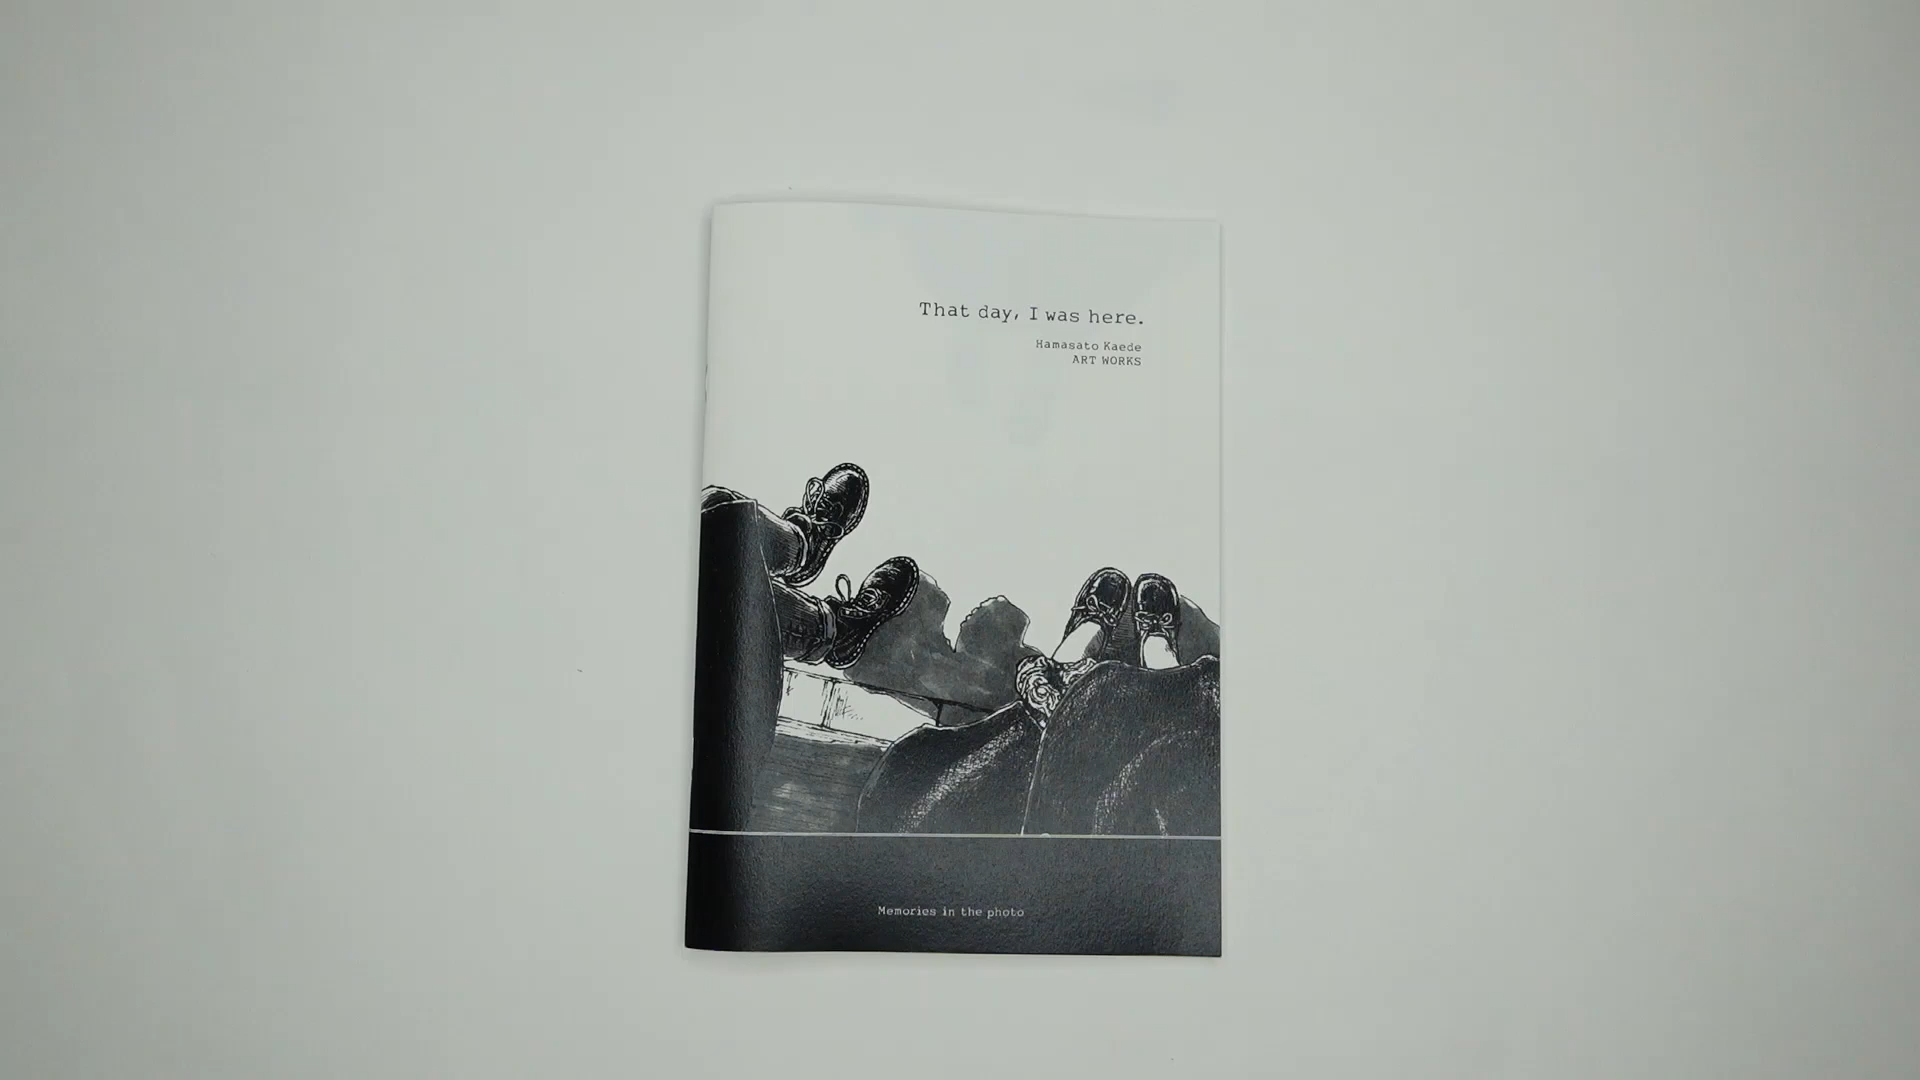 That day, I was here.
Hamasato Kaede
ART WORKS
Memories in the photo